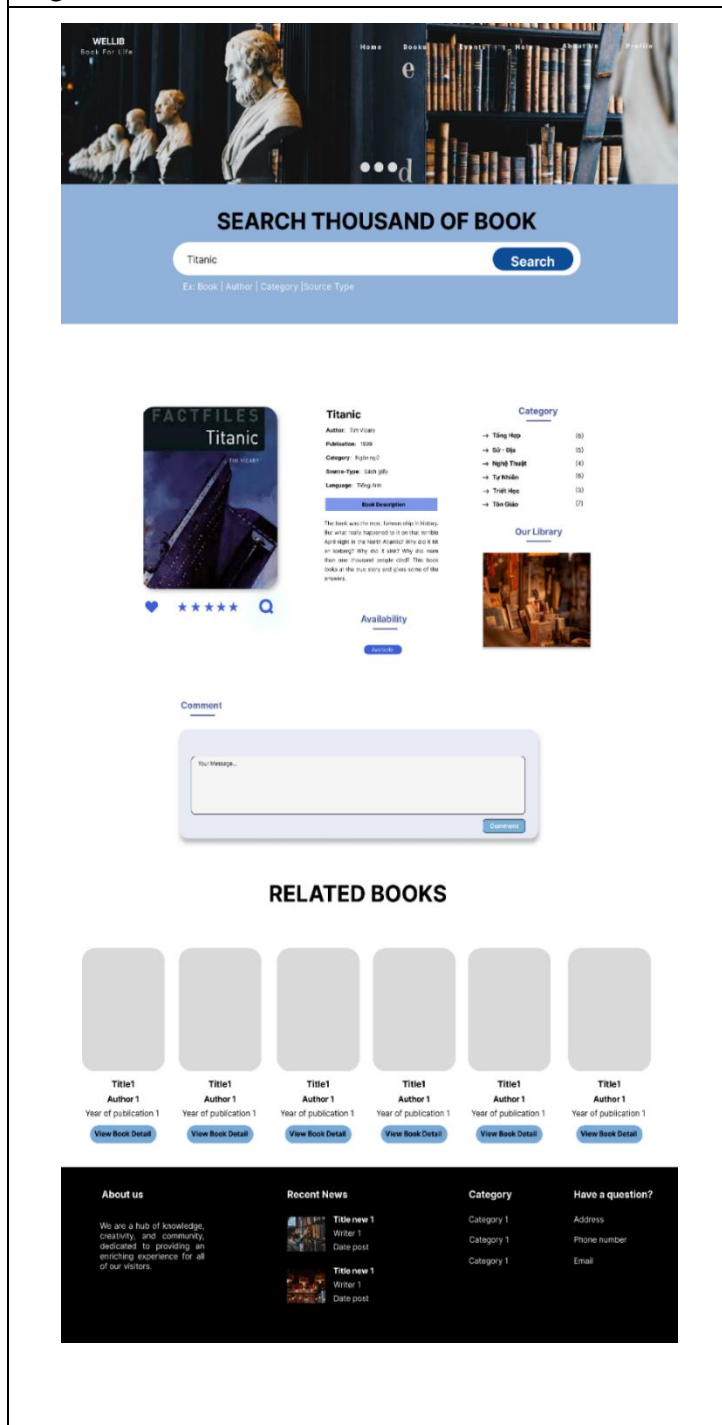 WELLIB
Book For Life
Home Books Events Help About Us Profile
e
d
SEARCH THOUSAND OF BOOK
Titanic
Search
Ex: Book | Author | Category |Source Type
FACTFILES
Titanic
TIM VICARY
Titanic
Author: Tim Vicary
Publication: 1999
Category: Ngôn ngữ
Source-Type: Sách giấy
Language: Tiếng Anh
Book Description
The book was the most famous ship in history.
But what really happened to it on that terrible
April night in the North Atlantic? Why did it hit
an iceberg? Why did it sink? Why did more
than one thousand people died? This book
looks at the true story and gives some of the
answers.
Availability
Available
Category
→ Tổng Hợp (6)
→ Sử - Địa (5)
→ Nghệ Thuật (4)
→ Tự Nhiên (6)
→ Triết Học (3)
→ Tôn Giáo (7)
Our Library
Comment
Your Message...
Comment
RELATED BOOKS
Title1 Title1 Title1 Title1 Title1 Title1
Author 1 Author 1 Author 1 Author 1 Author 1 Author 1
Year of publication 1 Year of publication 1 Year of publication 1 Year of publication 1 Year of publication 1 Year of publication 1
View Book Detail View Book Detail View Book Detail View Book Detail View Book Detail View Book Detail
About us
We are a hub of knowledge,
creativity, and community,
dedicated to providing an
enriching experience for all
of our visitors.
Recent News
Title new 1
Writer 1
Date post
Title new 1
Writer 1
Date post
Category
Category 1
Category 1
Category 1
Have a question?
Address
Phone number
Email